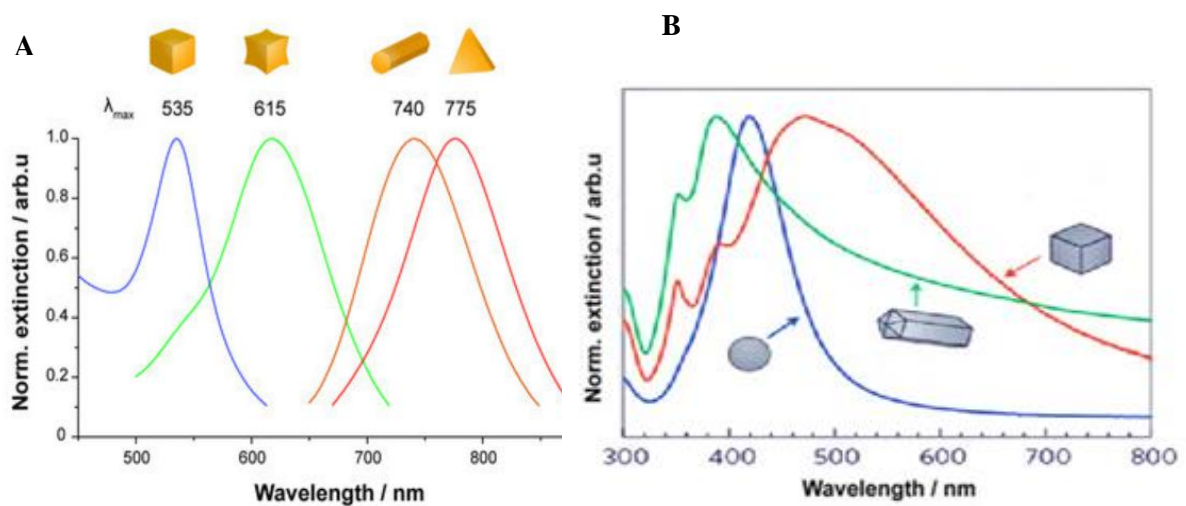 A
λmax 535 615 740 775
Norm. extinction / arb.u
1.0
0.8
0.6
0.4
0.2
0
500 600 700 800
Wavelength / nm
B
Norm. extinction / arb.u
300 400 500 600 700 800
Wavelength / nm